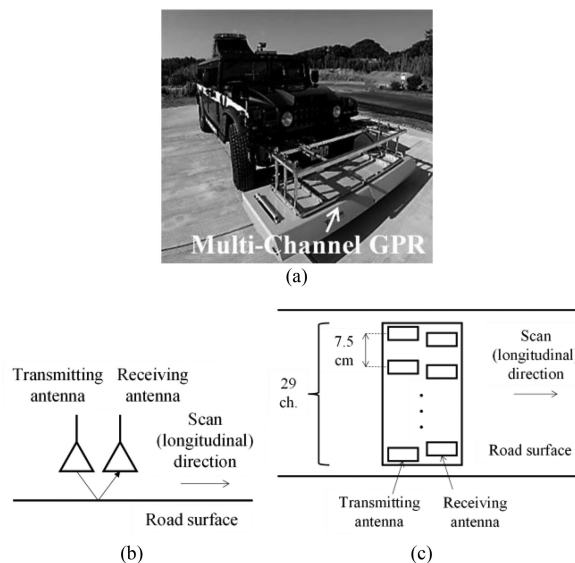 Multi-Channel GPR
(a)
Transmitting
antenna
Receiving
antenna
Scan
(longitudinal)
direction
Road surface
(b)
29
ch.
7.5
cm
Scan
(longitudinal
direction
Road surface
Transmitting
antenna
Receiving
antenna
(c)